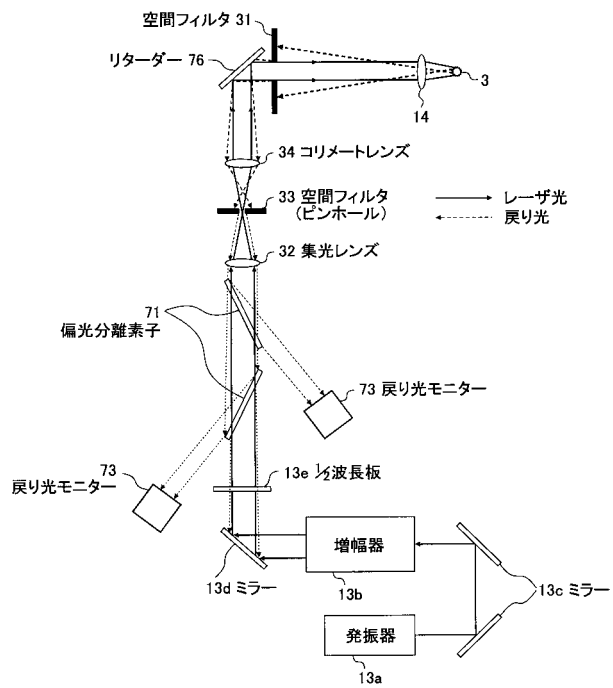 空間フィルタ 31
リターダー
76
3
14
34 コリメートレンズ
33 空間フィルタ
(ピンホール)
レーザ光
戻り光
32 集光レンズ
71
偏光分離素子
73 戻り光モニター
73
戻り光モニター
13e 1/2波長板
増幅器
13d ミラー
13b
13c ミラー
発振器
13a